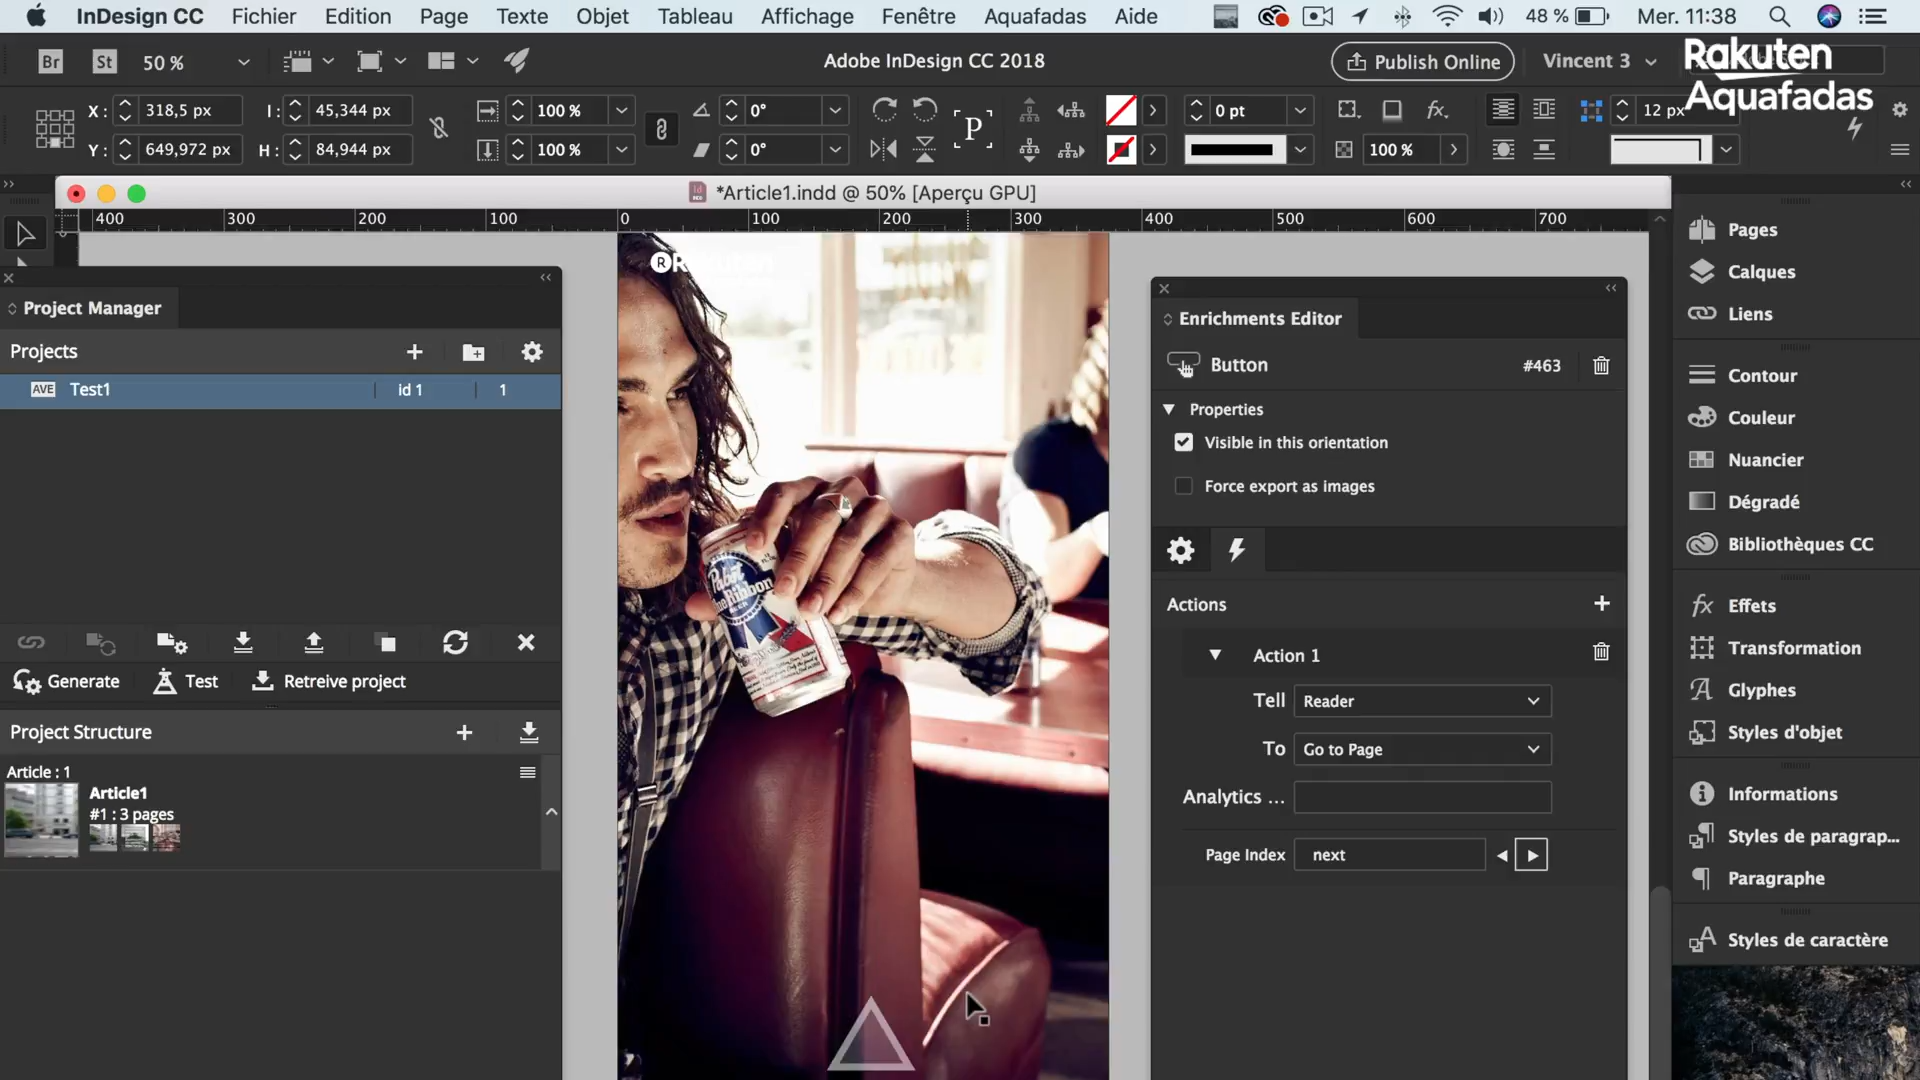 InDesign CC Fichier Edition Page Texte Objet Tableau Affichage Fenêtre Aquafadas Aide 48 % Mer. 11:38
Br St 50 % Adobe InDesign CC 2018 Publish Online Vincent 3
Rakuten
Aquafadas
X : 318,5 px I : 45,344 px 100 % 0° P 0 pt fx 12 px
Y : 649,972 px H : 84,944 px 100 % 0° 100 %
*Article1.indd @ 50% [Aperçu GPU]
400 300 200 100 0 100 200 300 400 500 600 700
Project Manager
Projects
AVE Test1 id 1 1
Generate Test Retreive project
Project Structure
Article : 1
Article1
#1 : 3 pages
Pabst
Blue Ribbon
Enrichments Editor
Button #463
Properties
Visible in this orientation
Force export as images
Actions
Action 1
Tell Reader
To Go to Page
Analytics ...
Page Index next
Pages
Calques
Liens
Contour
Couleur
Nuancier
Dégradé
Bibliothèques CC
fx Effets
Transformation
Glyphes
Styles d'objet
Informations
Styles de paragrap...
Paragraphe
Styles de caractère